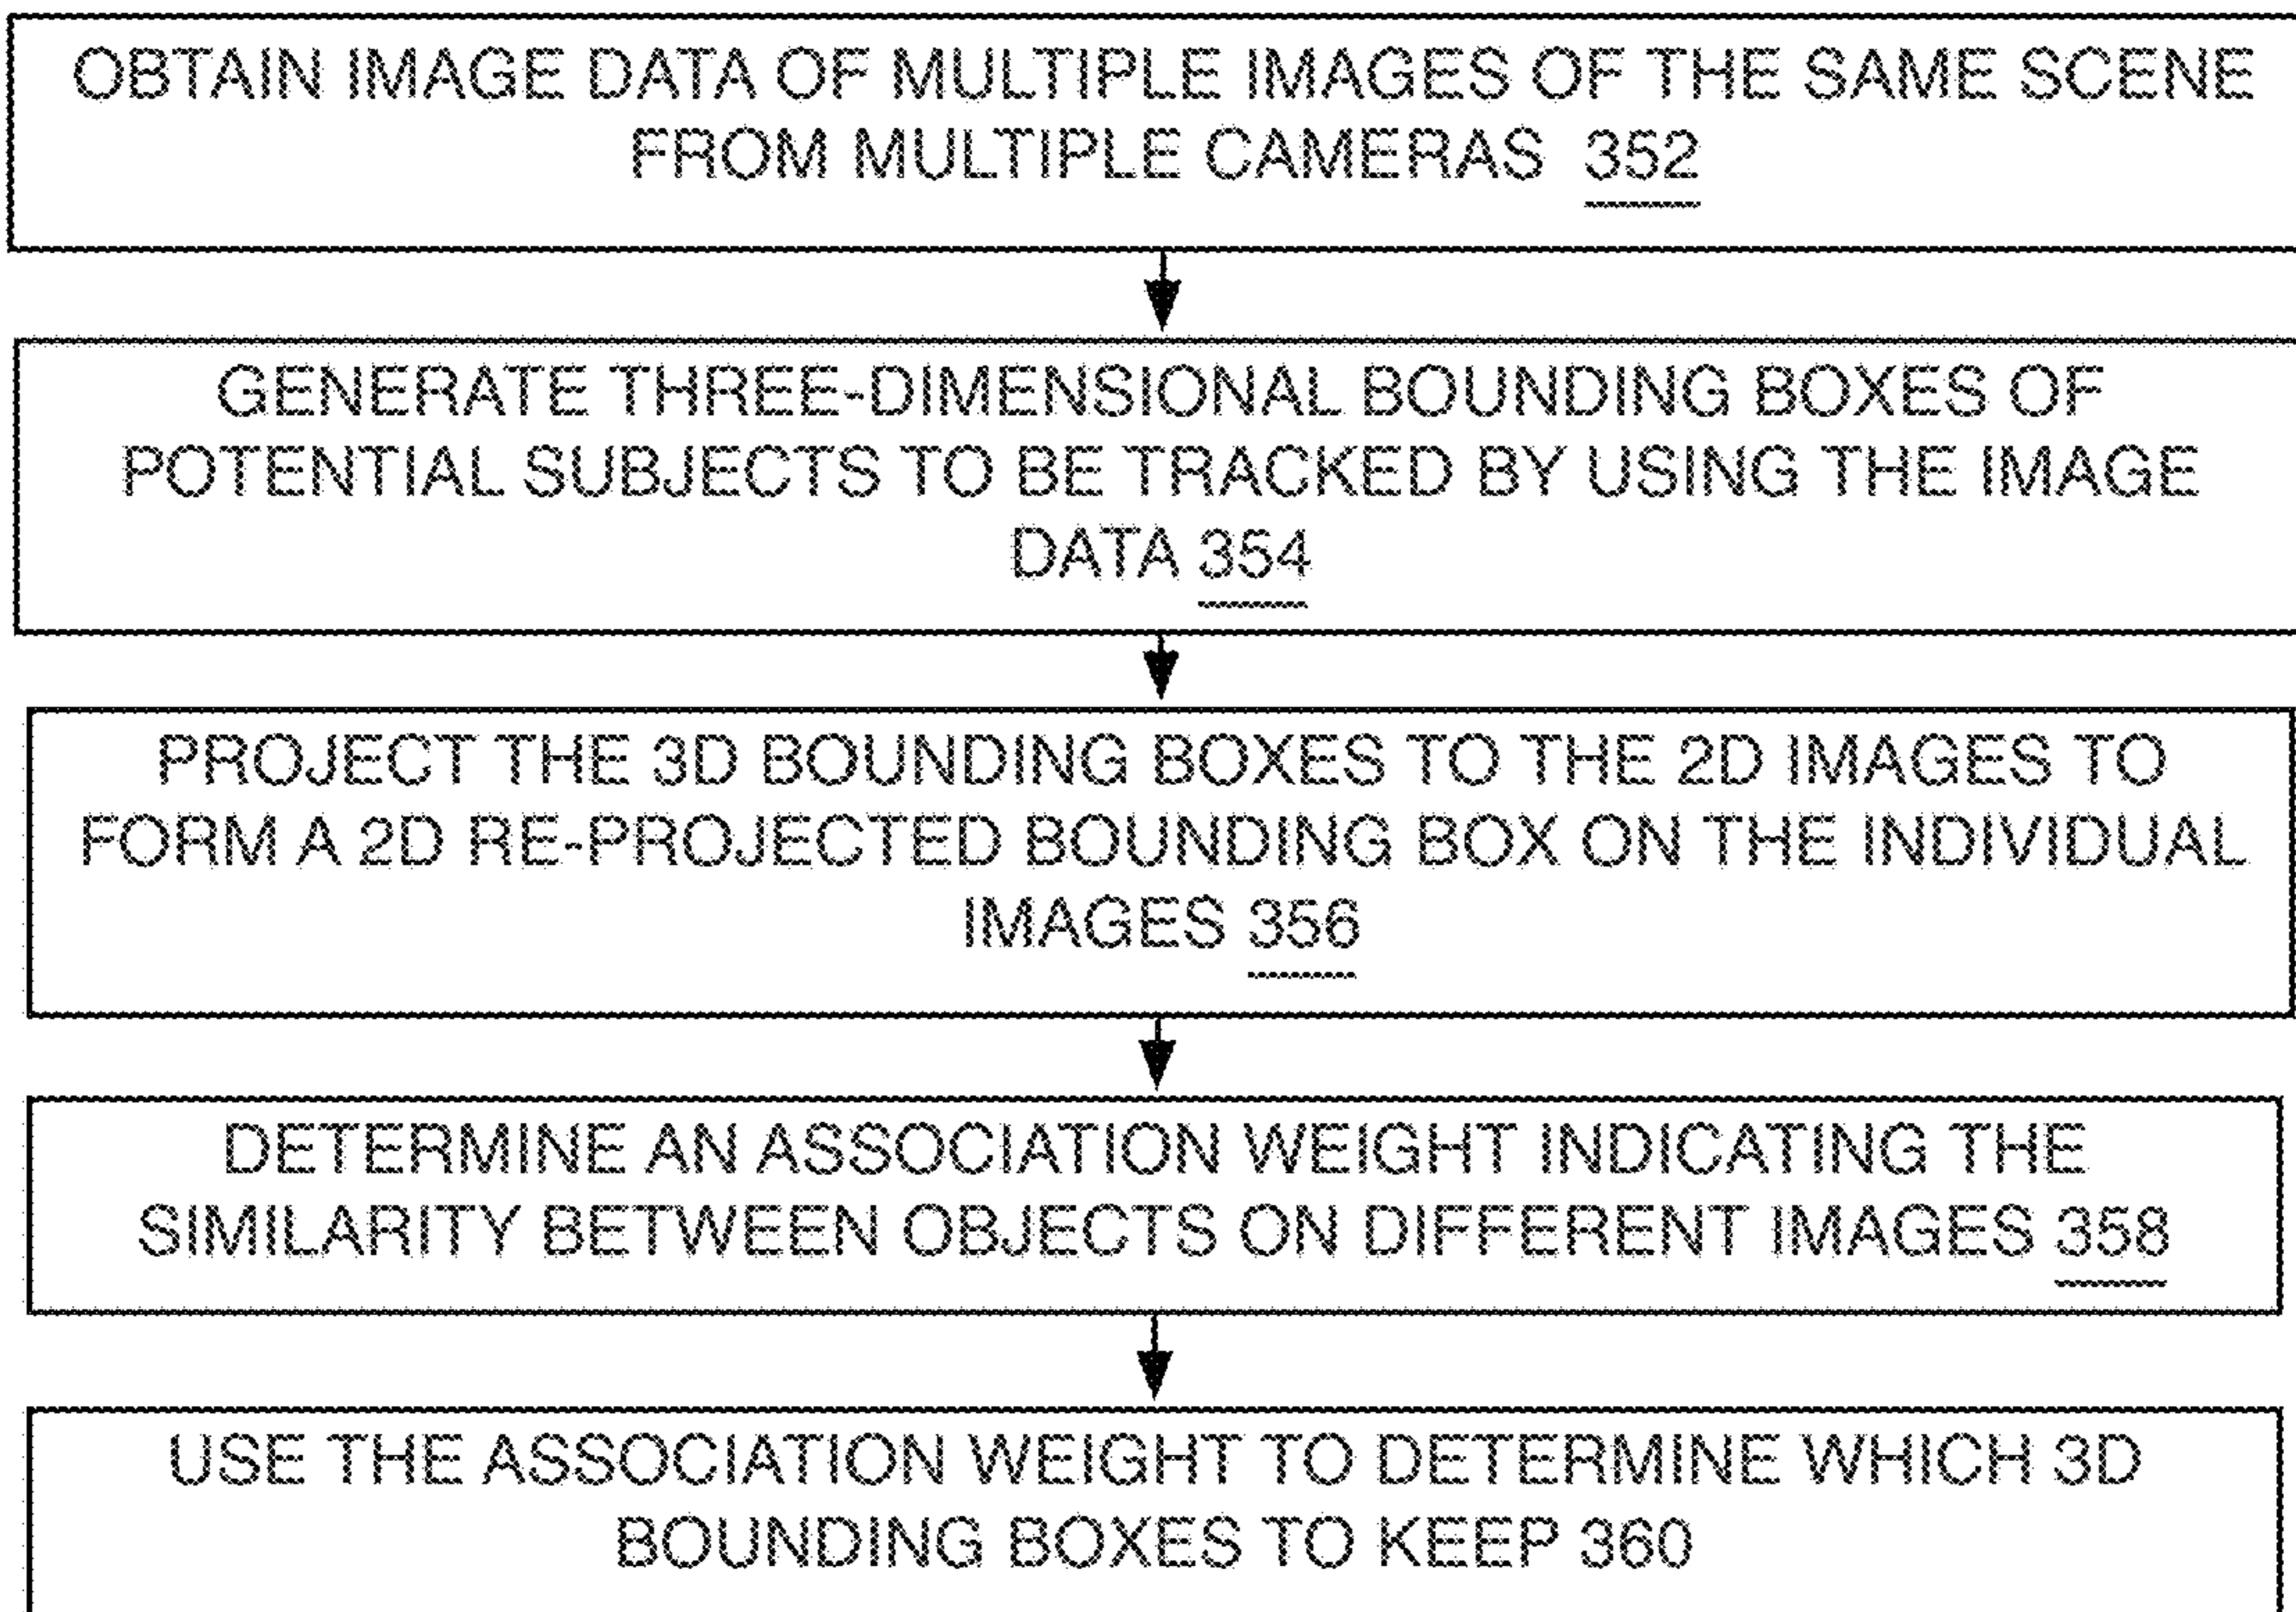 OBTAIN IMAGE DATA OF MULTIPLE IMAGES OF THE SAME SCENE
FROM MULTIPLE CAMERAS 352
GENERATE THREE-DIMENSIONAL BOUNDING BOXES OF
POTENTIAL SUBJECTS TO BE TRACKED BY USING THE IMAGE
DATA 354
PROJECT THE 3D BOUNDING BOXES TO THE 2D IMAGES TO
FORM A 2D RE-PROJECTED BOUNDING BOX ON THE INDIVIDUAL
IMAGES 356
DETERMINE AN ASSOCIATION WEIGHT INDICATING THE
SIMILARITY BETWEEN OBJECTS ON DIFFERENT IMAGES 358
USE THE ASSOCIATION WEIGHT TO DETERMINE WHICH 3D
BOUNDING BOXES TO KEEP 360